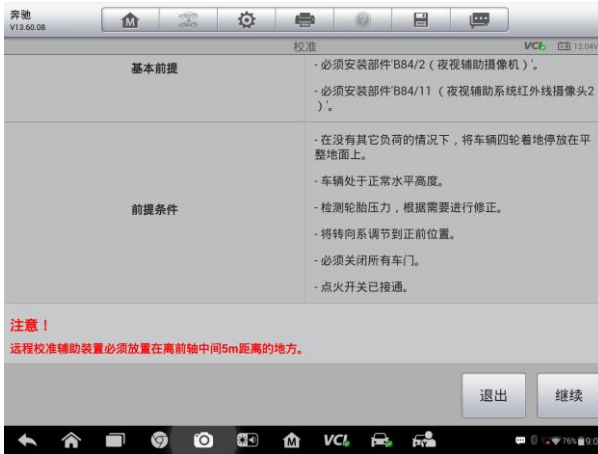 奔驰
V13.60.08
校准
VCI
12.04V
基本前提
- 必须安装部件'B84/2（夜视辅助摄像机）'。
- 必须安装部件'B84/11 （夜视辅助系统红外线摄像头2
）'。
前提条件
- 在没有其它负荷的情况下，将车辆四轮着地停放在平
整地面上。
- 车辆处于正常水平高度。
- 检测轮胎压力，根据需要进行修正。
- 将转向系调节到正前位置。
- 必须关闭所有车门。
- 点火开关已接通。
注意！
远程校准辅助装置必须放置在离前轴中间5m距离的地方。
退出
继续
VCI
76%
9:0